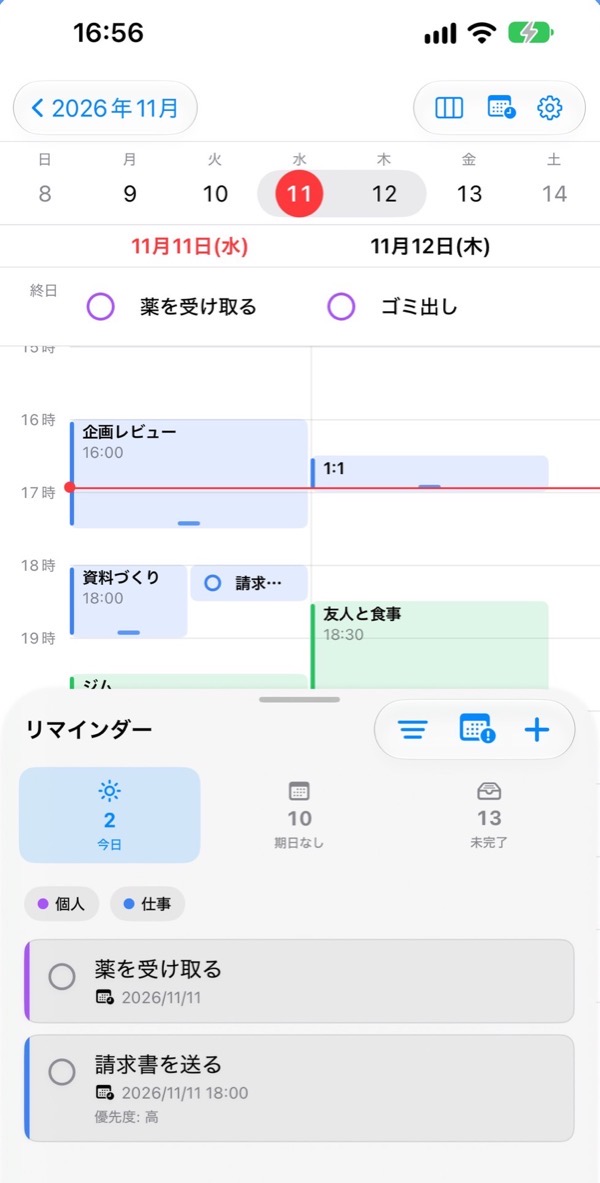 16:56
2026年11月
日 月 火 水 木 金 土
8 9 10 11 12 13 14
11月11日(水) 11月12日(木)
終日 薬を受け取る ゴミ出し
15時
16時
企画レビュー
16:00
1:1
17時
18時
資料づくり
18:00
請求…
友人と食事
18:30
19時
ジム
リマインダー
2
今日
10
期日なし
13
未完了
個人 仕事
薬を受け取る
2026/11/11
請求書を送る
2026/11/11 18:00
優先度: 高